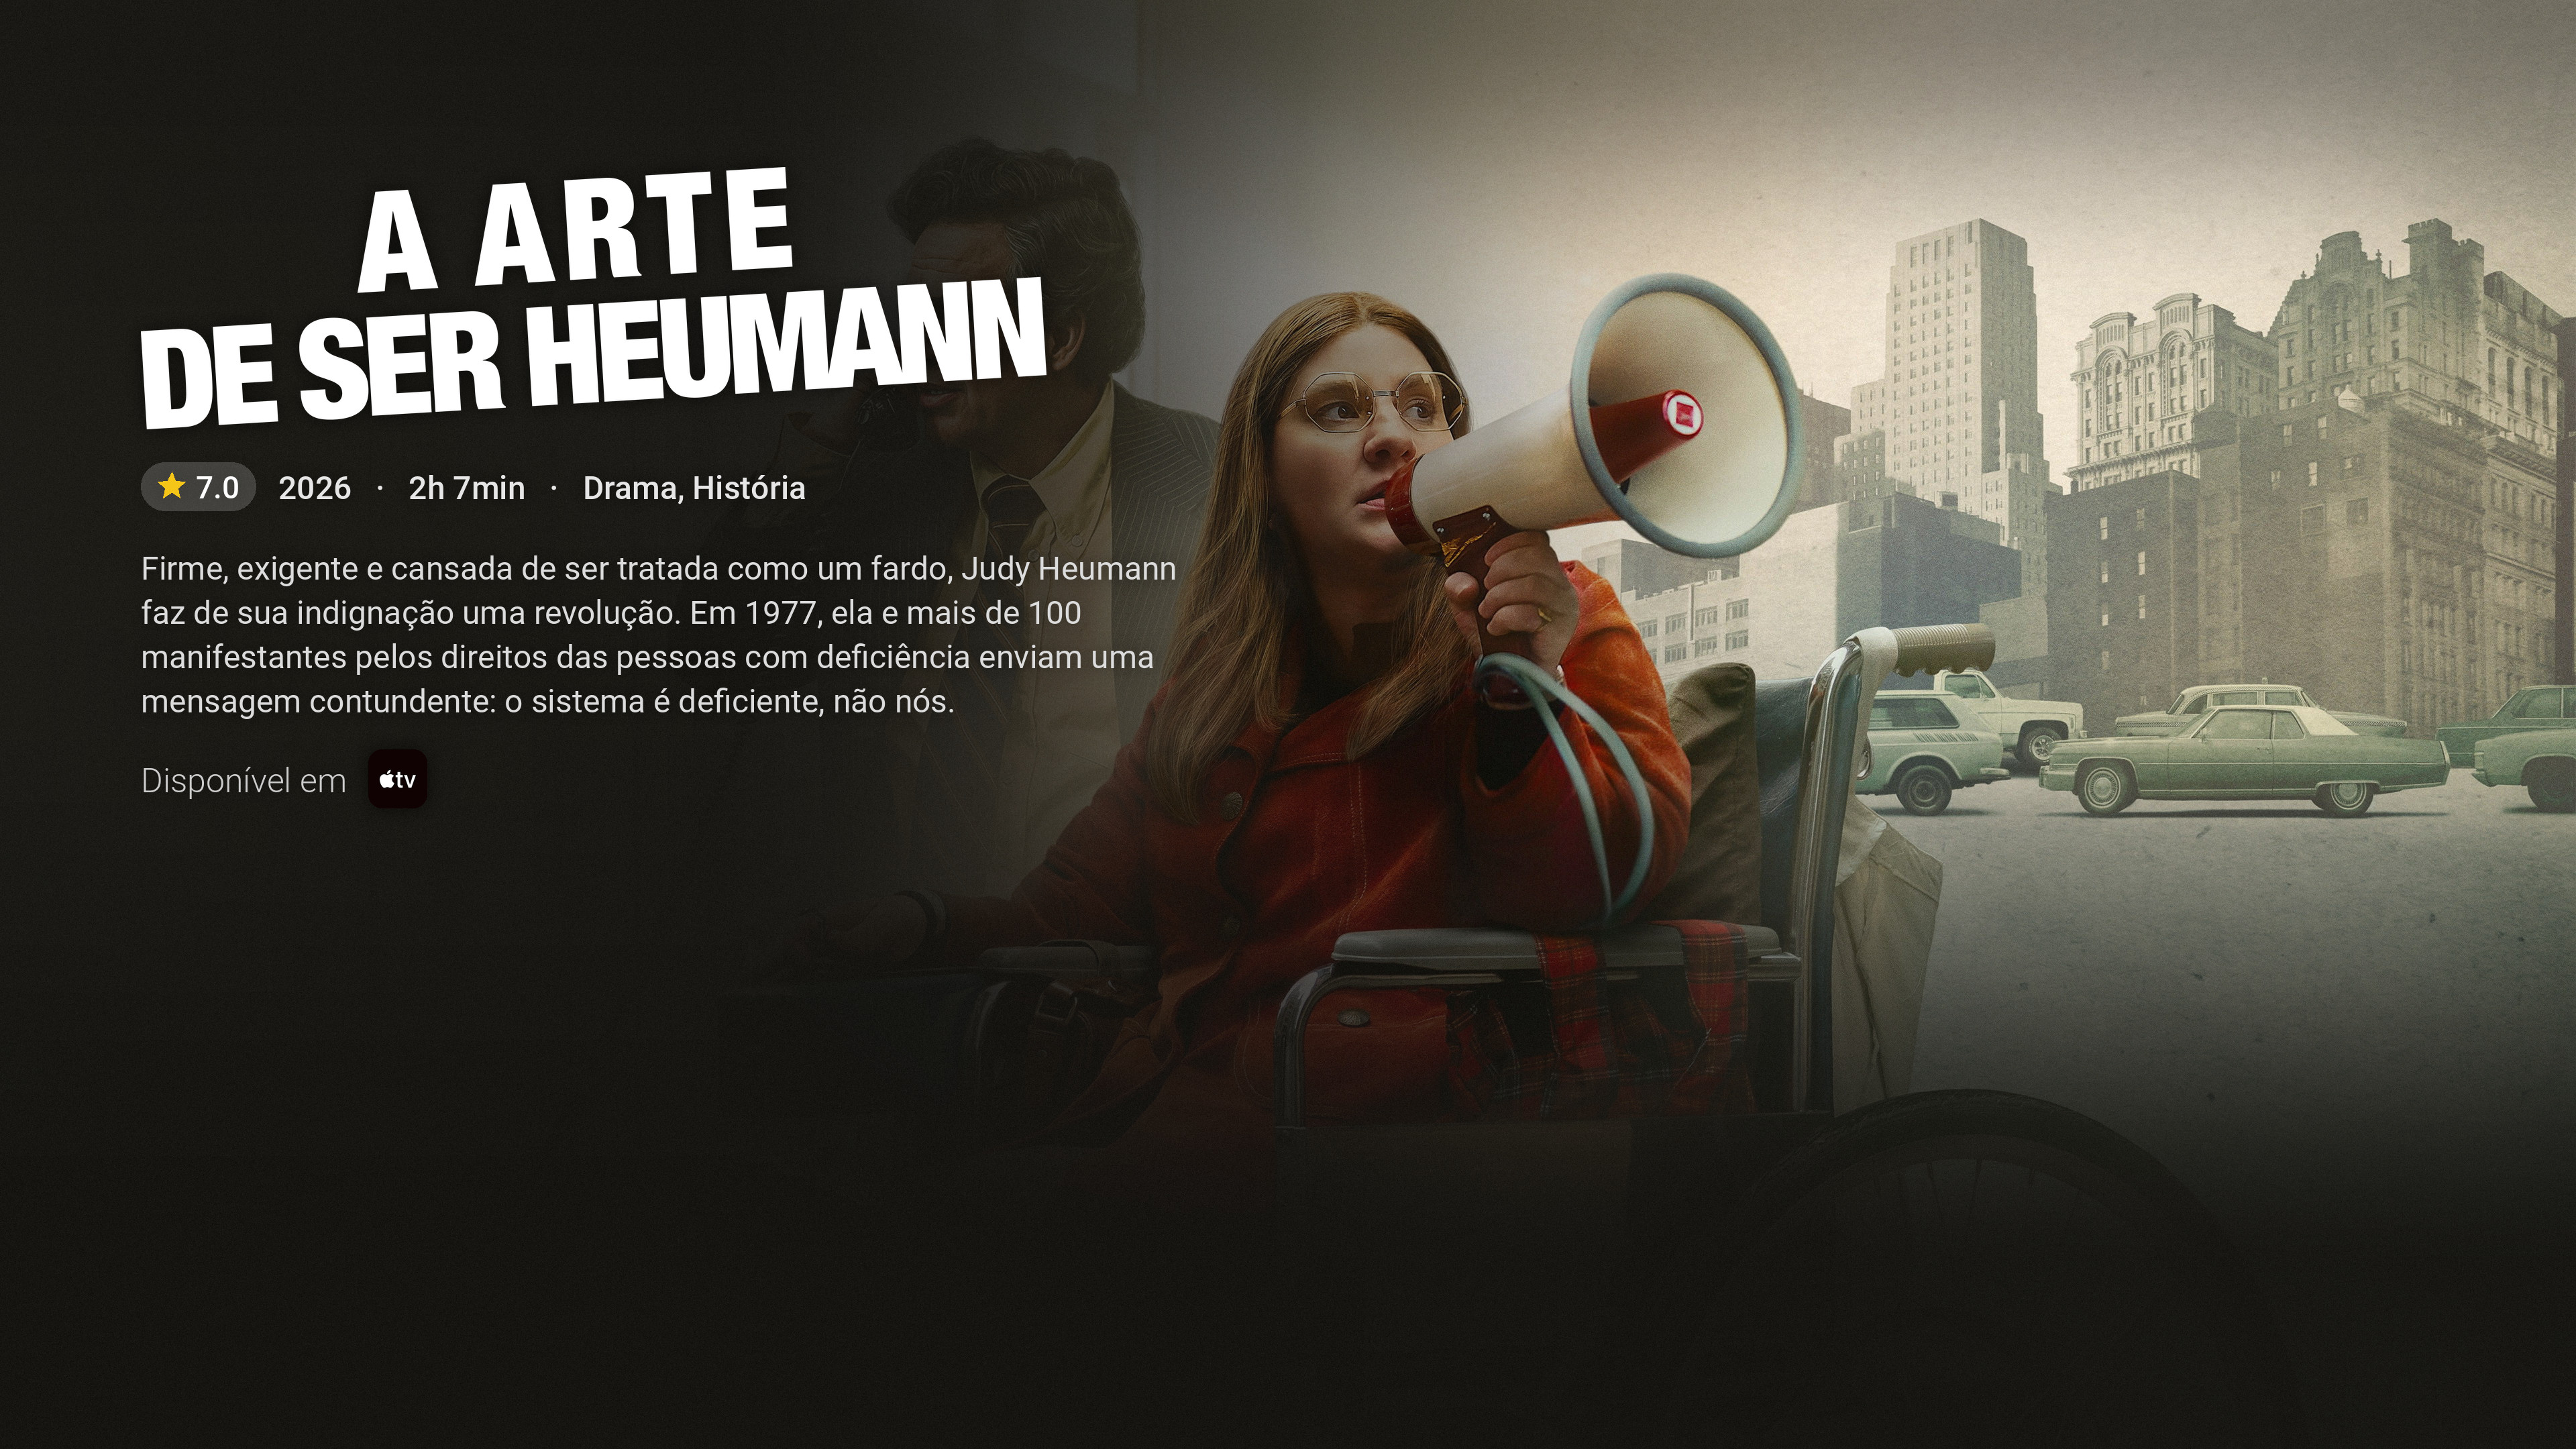 A ARTE
DE SER HEUMANN
7.0 2026 · 2h 7min · Drama, História
Firme, exigente e cansada de ser tratada como um fardo, Judy Heumann
faz de sua indignação uma revolução. Em 1977, ela e mais de 100
manifestantes pelos direitos das pessoas com deficiência enviam uma
mensagem contundente: o sistema é deficiente, não nós.
Disponível em tv